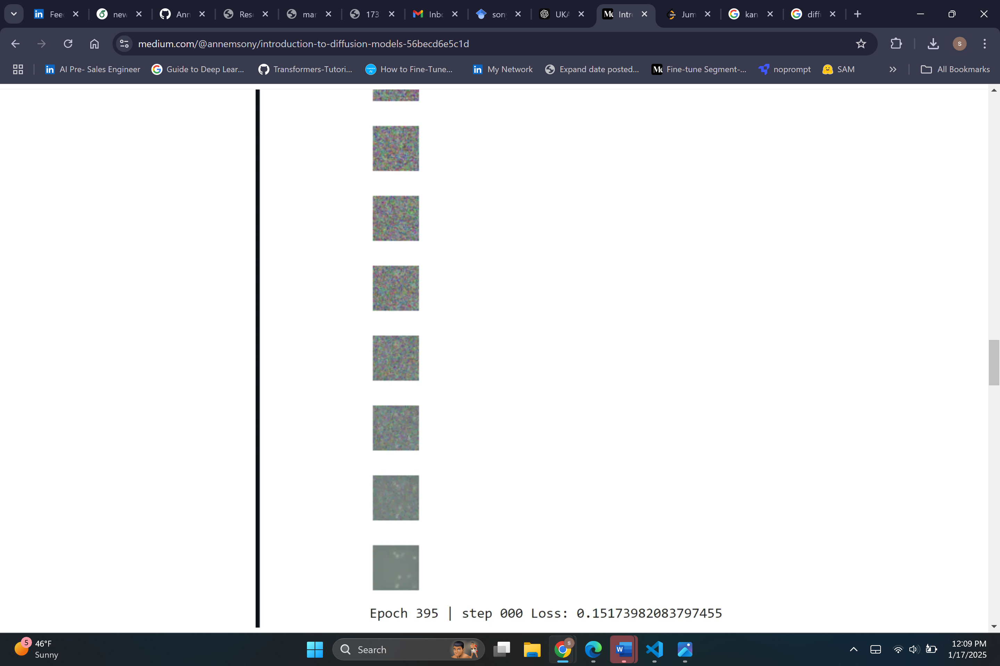 Fee
new
Ann
Res
mar
173
Inbo
son
UKA
Intro
Jum
kan
diff
medium.com/@annemsony/introduction-to-diffusion-models-56becd6e5c1d
S
AI Pre- Sales Engineer
Guide to Deep Lear...
Transformers-Tutori...
How to Fine-Tune...
My Network
Expand date posted...
Fine-tune Segment-...
noprompt
SAM
All Bookmarks
Epoch 395 | step 000 Loss: 0.15173982083797455
5
46°F
Sunny
Search
12:09 PM
1/17/2025